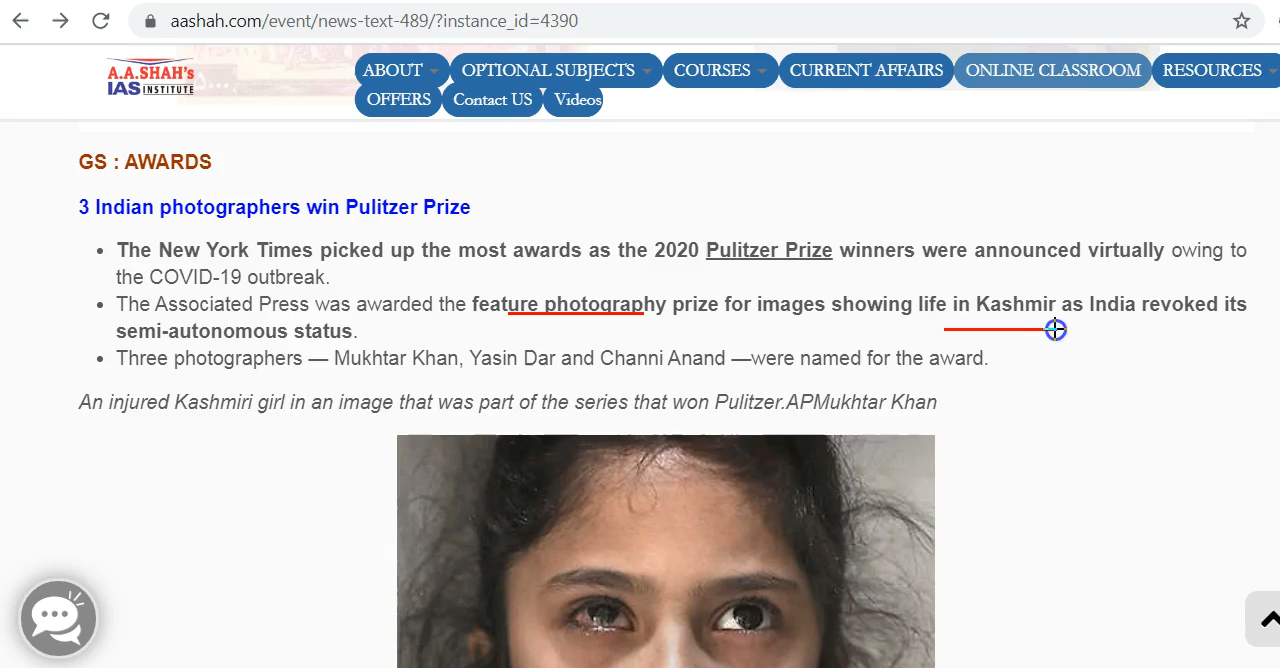 aashah.com/event/news-text-489/?instance_id=4390
A.A.SHAH's
IAS INSTITUTE
ABOUT OPTIONAL SUBJECTS COURSES CURRENT AFFAIRS ONLINE CLASSROOM RESOURCES
OFFERS Contact US Videos
GS : AWARDS
3 Indian photographers win Pulitzer Prize
The New York Times picked up the most awards as the 2020 Pulitzer Prize winners were announced virtually owing to
the COVID-19 outbreak.
The Associated Press was awarded the feature photography prize for images showing life in Kashmir as India revoked its
semi-autonomous status.
Three photographers — Mukhtar Khan, Yasin Dar and Channi Anand —were named for the award.
An injured Kashmiri girl in an image that was part of the series that won Pulitzer.APMukhtar Khan